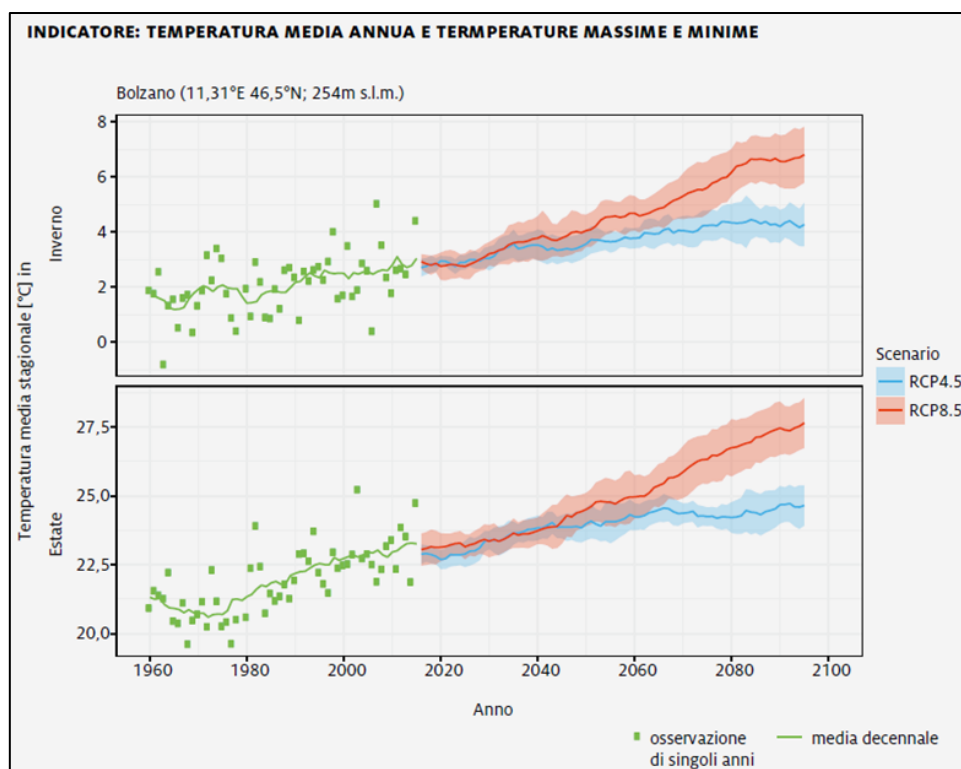 INDICATORE: TEMPERATURA MEDIA ANNUA E TERMPERATURE MASSIME E MINIME
Bolzano (11,31°E 46,5°N; 254m s.l.m.)
Temperatura media stagionale [°C] in
Inverno
8
6
4
2
0
Estate
27,5
25,0
22,5
20,0
1960
1980
2000
2020
2040
2060
2080
2100
Anno
Scenario
RCP4.5
RCP8.5
osservazione
di singoli anni
media decennale